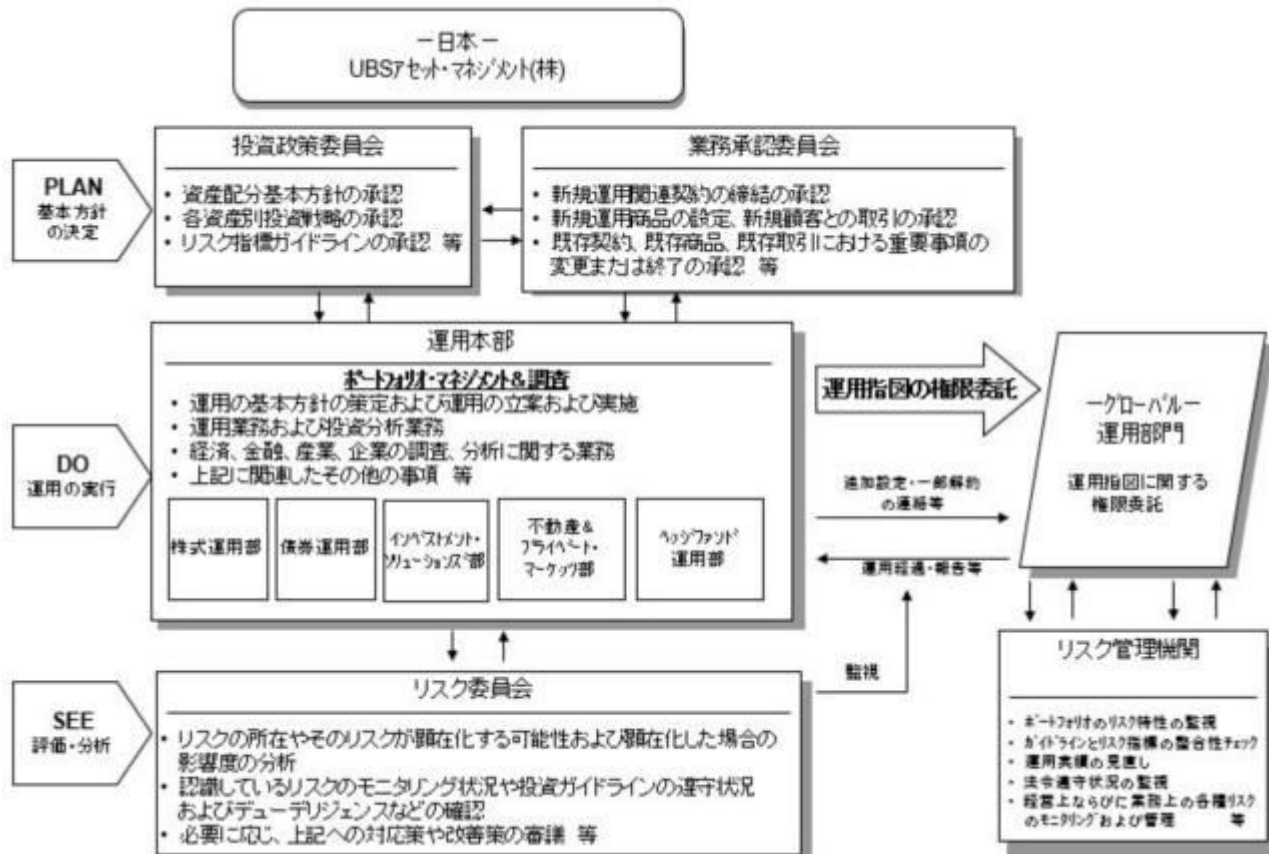 －日本－
UBSｱｾｯﾄ・ﾏﾈｼﾞﾒﾝﾄ(株)
PLAN
基本方針
の決定
投資政策委員会
・ 資産配分基本方針の承認
・ 各資産別投資戦略の承認
・ リスク指標ガイドラインの承認 等
業務承認委員会
・ 新規運用関連契約の締結の承認
・ 新規運用商品の設定、新規顧客との取引の承認
・ 既存契約、既存商品、既存取引における重要事項の
変更または終了の承認 等
DO
運用の実行
運用本部
ﾎﾟｰﾄﾌｫﾘｵ・ﾏﾈｼﾞﾒﾝﾄ&調査
・ 運用の基本方針の策定および運用の立案および実施
・ 運用業務および投資分析業務
・ 経済、金融、産業、企業の調査、分析に関する業務
・ 上記に関連したその他の事項 等
株式運用部
債券運用部
ｲﾝﾍﾞｽﾄﾒﾝﾄ・
ｿﾘｭｰｼｮﾝｽﾞ部
不動産&
ﾌﾟﾗｲﾍﾞｰﾄ・
ﾏｰｹｯﾂ部
ﾍｯｼﾞﾌｧﾝﾄﾞ
運用部
運用指図の権限委託
追加設定・一部解約
の連絡等
運用経過・報告等
監視
－ｸﾞﾛｰﾊﾞﾙ－
運用部門
運用指図に関する
権限委託
SEE
評価・分析
リスク委員会
・ リスクの所在やそのリスクが顕在化する可能性および顕在化した場合の
影響度の分析
・ 認識しているリスクのモニタリング状況や投資ガイドラインの遵守状況
およびデューデリジェンスなどの確認
・ 必要に応じ、上記への対応策や改善策の審議 等
リスク管理機関
・ ﾎﾟｰﾄﾌｫﾘｵのリスク特性の監視
・ ｶﾞｲﾄﾞﾗｲﾝとリスク指標の整合性ﾁｪｯｸ
・ 運用実績の見直し
・ 法令遵守状況の監視
・ 経営上ならびに業務上の各種リスク
のﾓﾆﾀﾘﾝｸﾞおよび管理 等